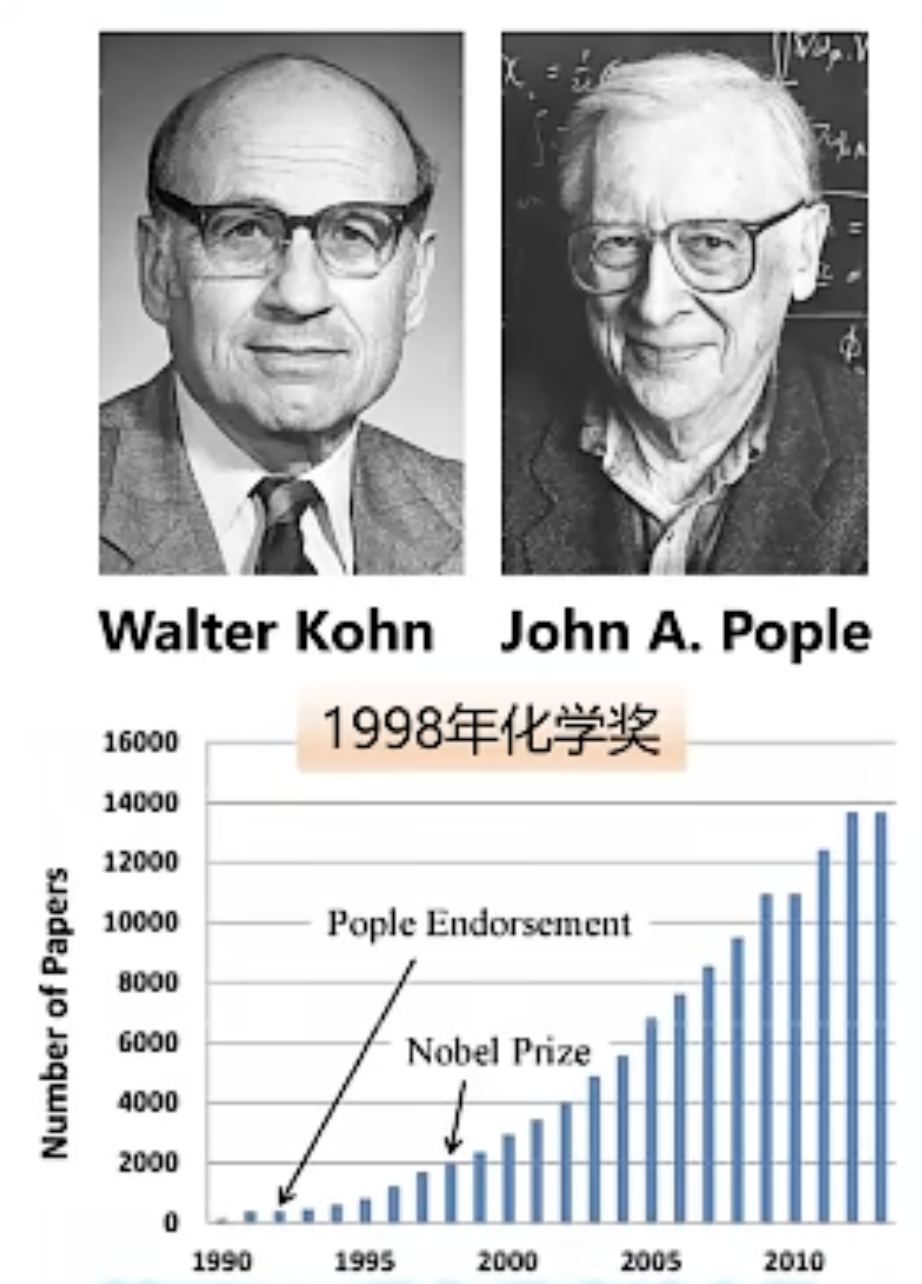 Walter Kohn
John A. Pople
1998年化学奖
16000
14000
12000
10000
8000
6000
4000
2000
0
Number of Papers
Pople Endorsement
Nobel Prize
1990
1995
2000
2005
2010